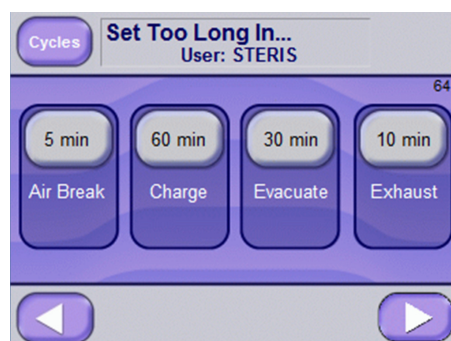 Cycles
Set Too Long In...
User: STERIS
64
5 min
60 min
30 min
10 min
Air Break
Charge
Evacuate
Exhaust